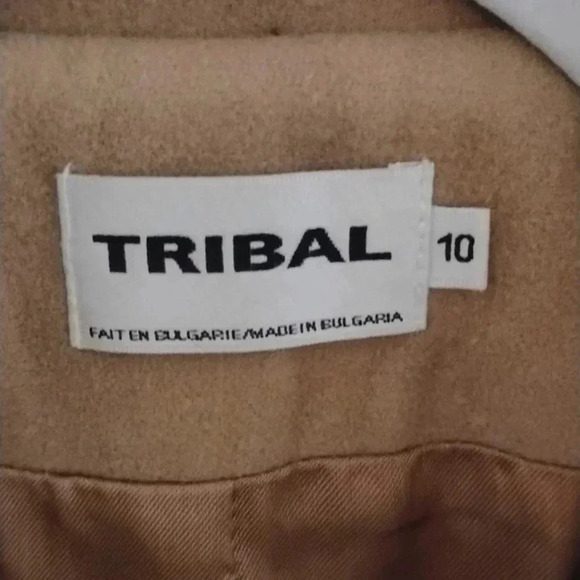 TRIBAL
10
FAIT EN BULGARIE/MADE IN BULGARIA